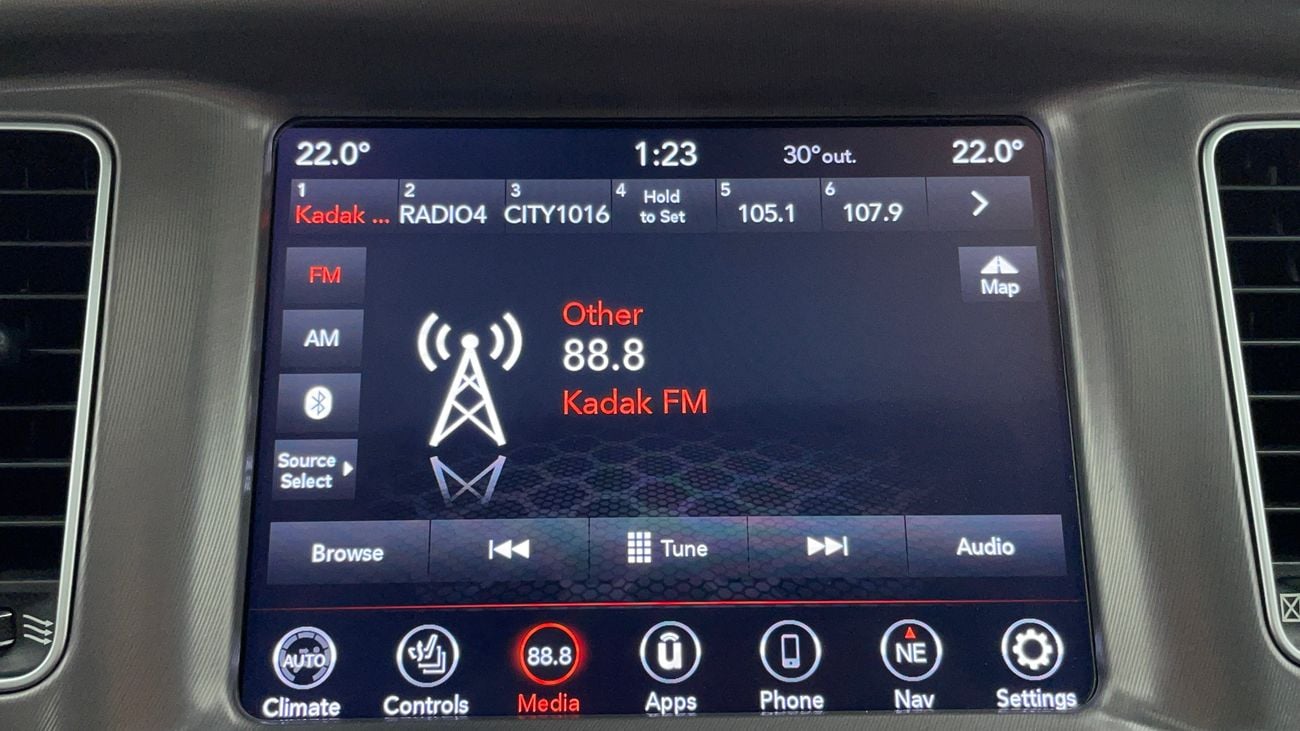 22.0° 1:23 30°out. 22.0°
1 2 3 4 5 6
Kadak ... RADIO4 CITY1016 Hold to Set 105.1 107.9
FM
Map
AM
Other
88.8
Kadak FM
Source
Select
Browse Tune Audio
AUTO 88.8 NE
Climate Controls Media Apps Phone Nav Settings